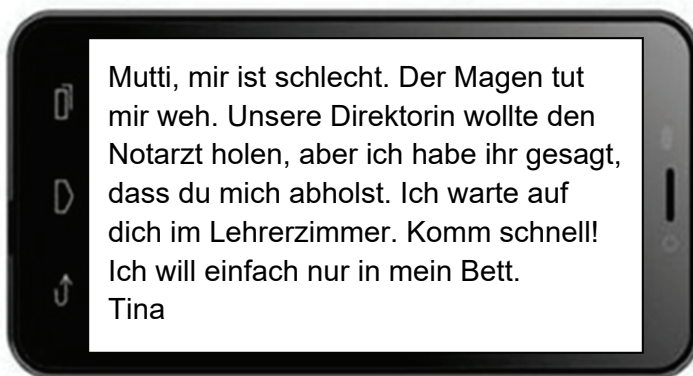 Mutti, mir ist schlecht. Der Magen tut
mir weh. Unsere Direktorin wollte den
Notarzt holen, aber ich habe ihr gesagt,
dass du mich abholst. Ich warte auf
dich im Lehrerzimmer. Komm schnell!
Ich will einfach nur in mein Bett.
Tina